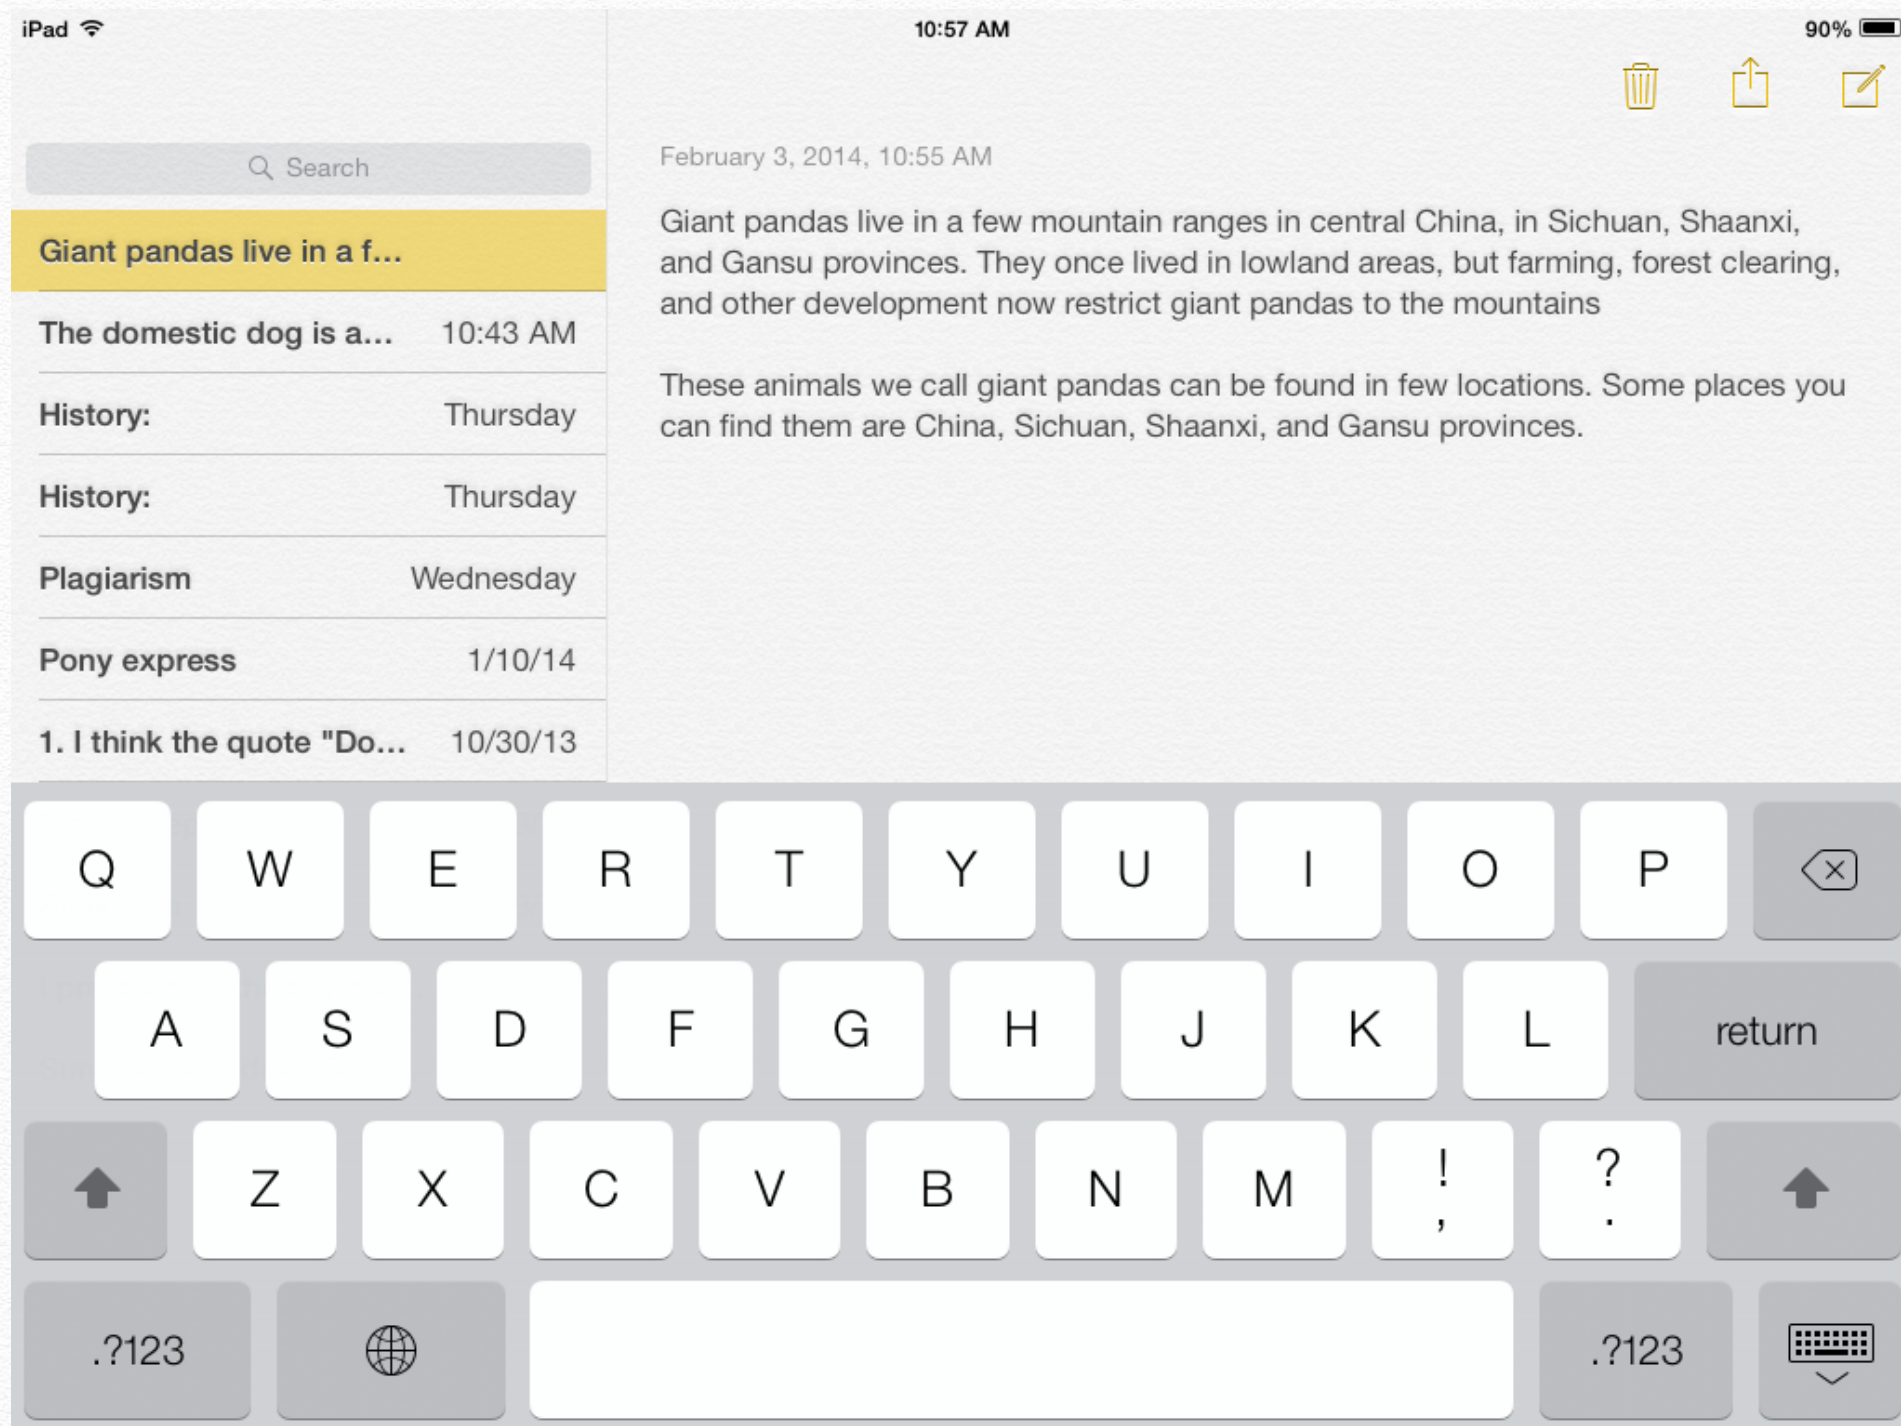 iPad 10:57 AM 90%
Search
Giant pandas live in a f...
The domestic dog is a... 10:43 AM
History: Thursday
History: Thursday
Plagiarism Wednesday
Pony express 1/10/14
1. I think the quote "Do... 10/30/13
February 3, 2014, 10:55 AM
Giant pandas live in a few mountain ranges in central China, in Sichuan, Shaanxi,
and Gansu provinces. They once lived in lowland areas, but farming, forest clearing,
and other development now restrict giant pandas to the mountains
These animals we call giant pandas can be found in few locations. Some places you
can find them are China, Sichuan, Shaanxi, and Gansu provinces.
Q W E R T Y U I O P
A S D F G H J K L return
Z X C V B N M ! , ? .
.?123 .?123